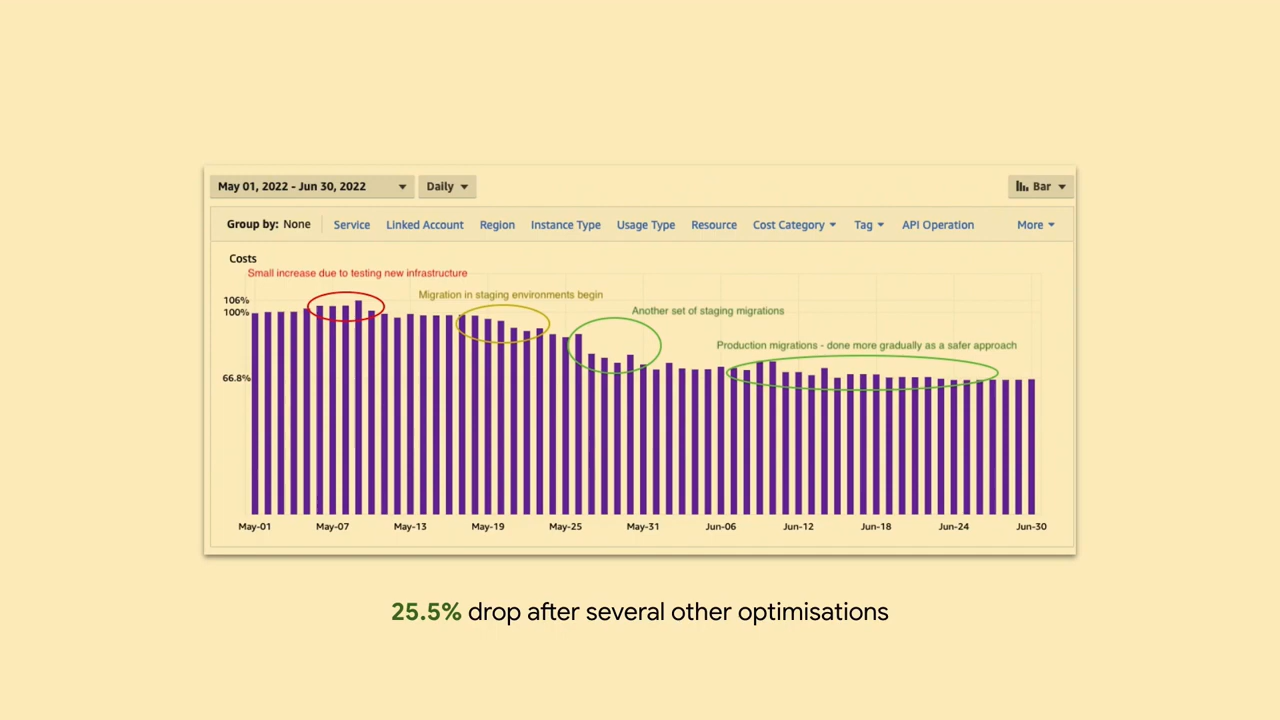 May 01, 2022 - Jun 30, 2022 Daily Bar
Group by: None Service Linked Account Region Instance Type Usage Type Resource Cost Category Tag API Operation More
Costs
Small increase due to testing new infrastructure
Migration in staging environments begin
Another set of staging migrations
Production migrations - done more gradually as a safer approach
106%
100%
66.8%
May-01 May-07 May-13 May-19 May-25 May-31 Jun-06 Jun-12 Jun-18 Jun-24 Jun-30
25.5% drop after several other optimisations